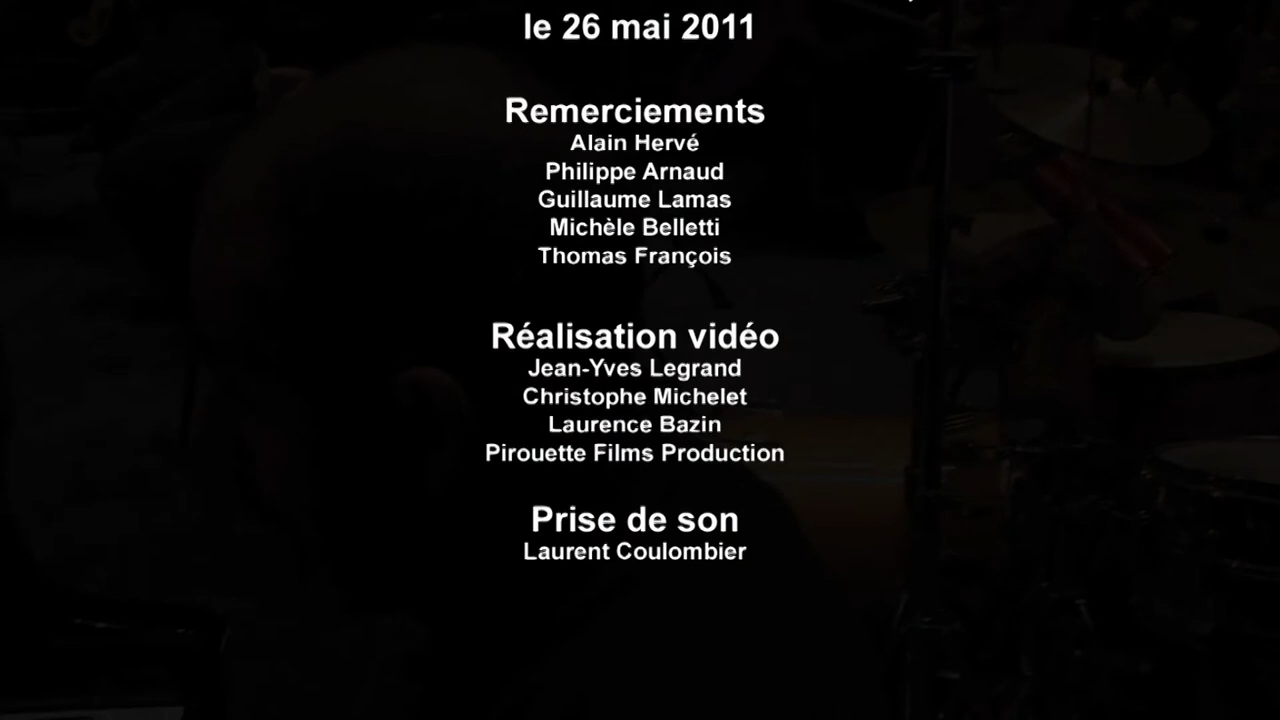 le 26 mai 2011
Remerciements
Alain Hervé
Philippe Arnaud
Guillaume Lamas
Michèle Belletti
Thomas François
Réalisation vidéo
Jean-Yves Legrand
Christophe Michelet
Laurence Bazin
Pirouette Films Production
Prise de son
Laurent Coulombier